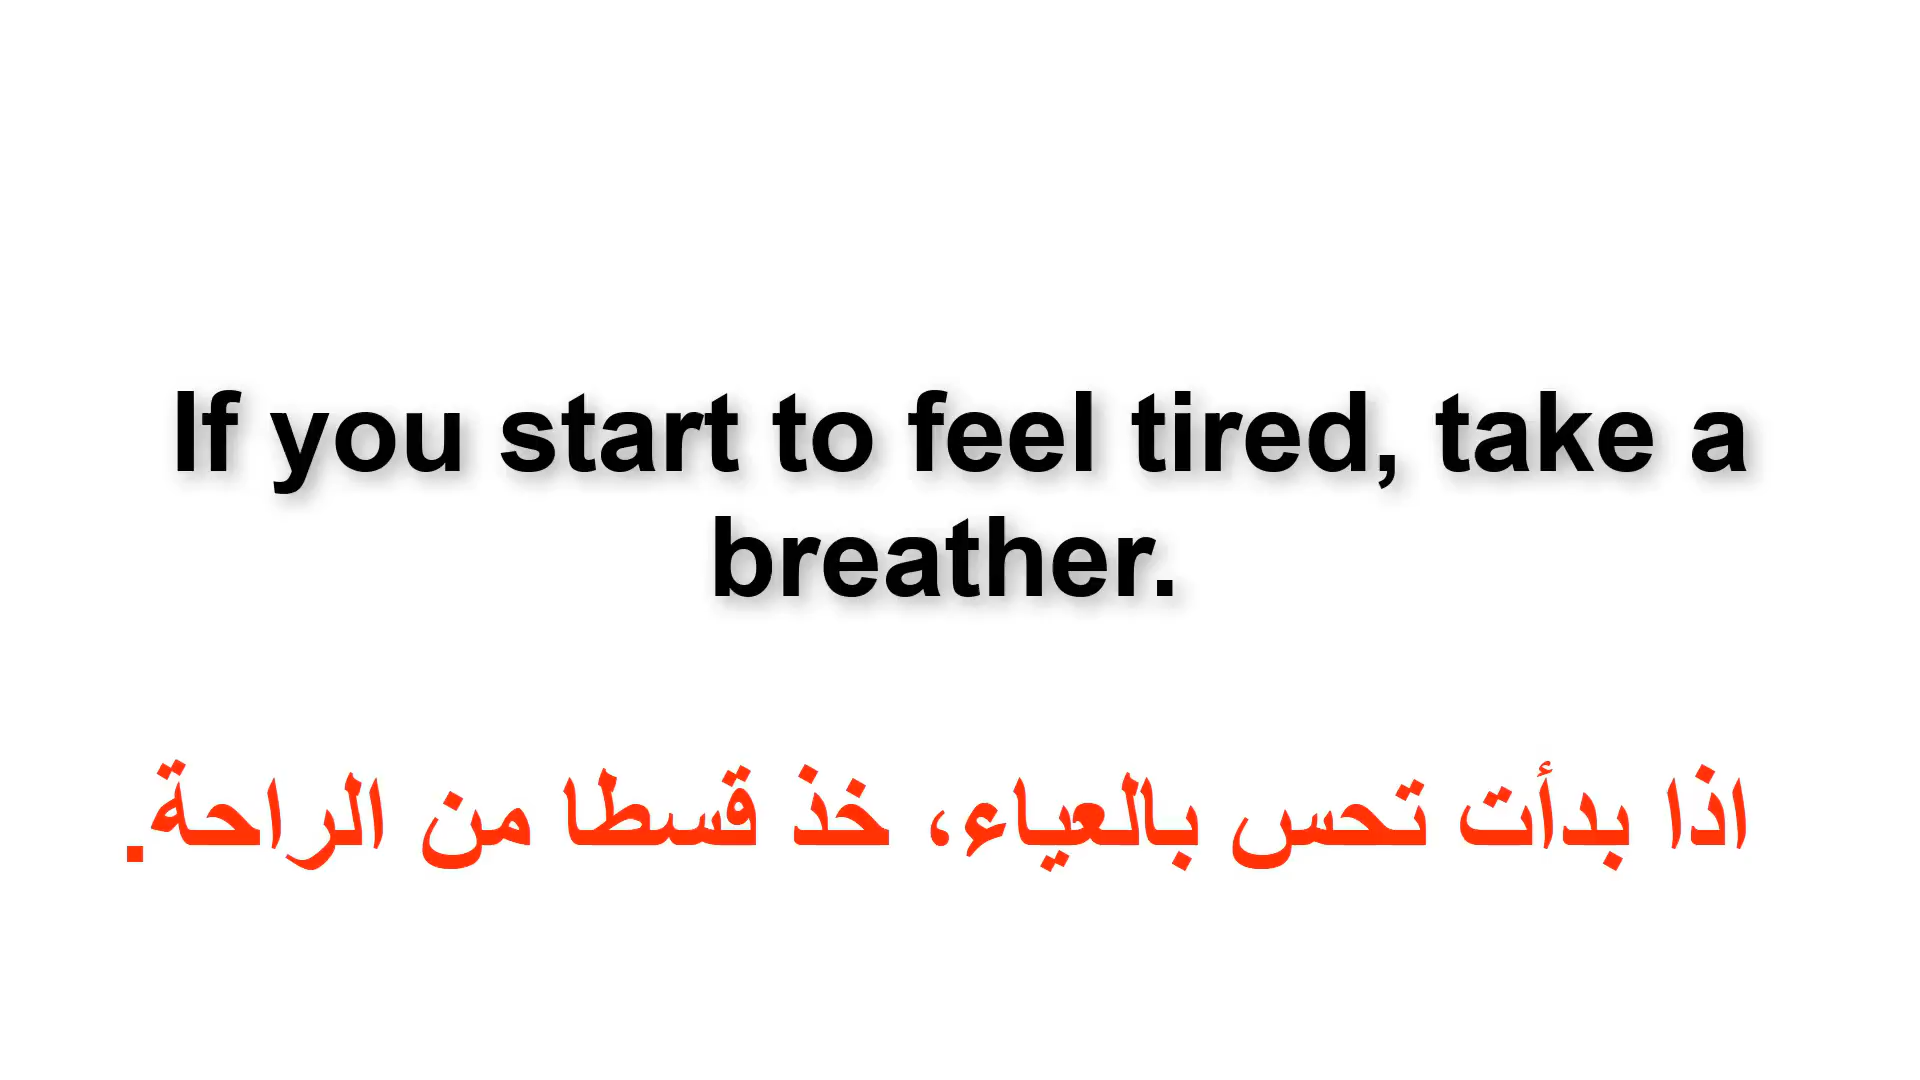 If you start to feel tired, take a
breather.
اذا بدأت تحس بالعياء، خذ قسطا من الراحة.